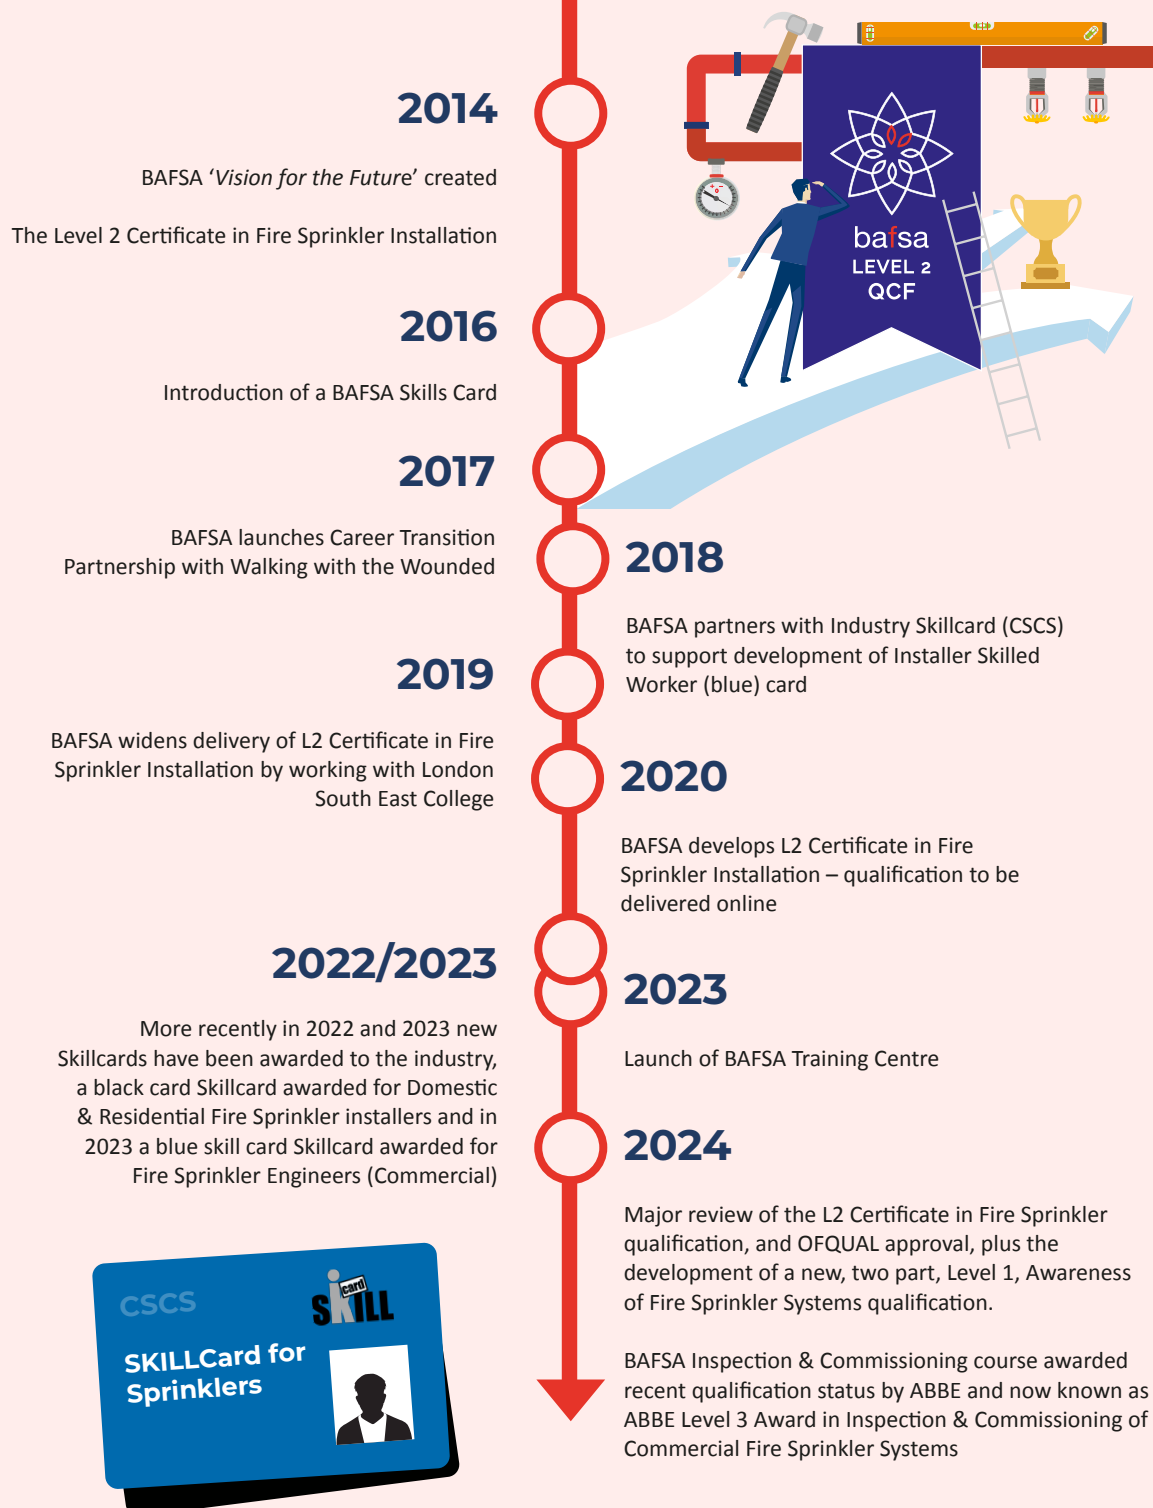 2014
BAFSA ‘Vision for the Future’ created
The Level 2 Certificate in Fire Sprinkler Installation
bafsa
LEVEL 2
QCF
2016
Introduction of a BAFSA Skills Card
2017
BAFSA launches Career Transition
Partnership with Walking with the Wounded
2018
BAFSA partners with Industry Skillcard (CSCS)
to support development of Installer Skilled
Worker (blue) card
2019
BAFSA widens delivery of L2 Certificate in Fire
Sprinkler Installation by working with London
South East College
2020
BAFSA develops L2 Certificate in Fire
Sprinkler Installation – qualification to be
delivered online
2022/2023
More recently in 2022 and 2023 new
Skillcards have been awarded to the industry,
a black card Skillcard awarded for Domestic
& Residential Fire Sprinkler installers and in
2023 a blue skill card Skillcard awarded for
Fire Sprinkler Engineers (Commercial)
2023
Launch of BAFSA Training Centre
2024
Major review of the L2 Certificate in Fire Sprinkler
qualification, and OFQUAL approval, plus the
development of a new, two part, Level 1, Awareness
of Fire Sprinkler Systems qualification.
BAFSA Inspection & Commissioning course awarded
recent qualification status by ABBE and now known as
ABBE Level 3 Award in Inspection & Commissioning of
Commercial Fire Sprinkler Systems
CSCS
card
SKILL
SKILLCard for
Sprinklers